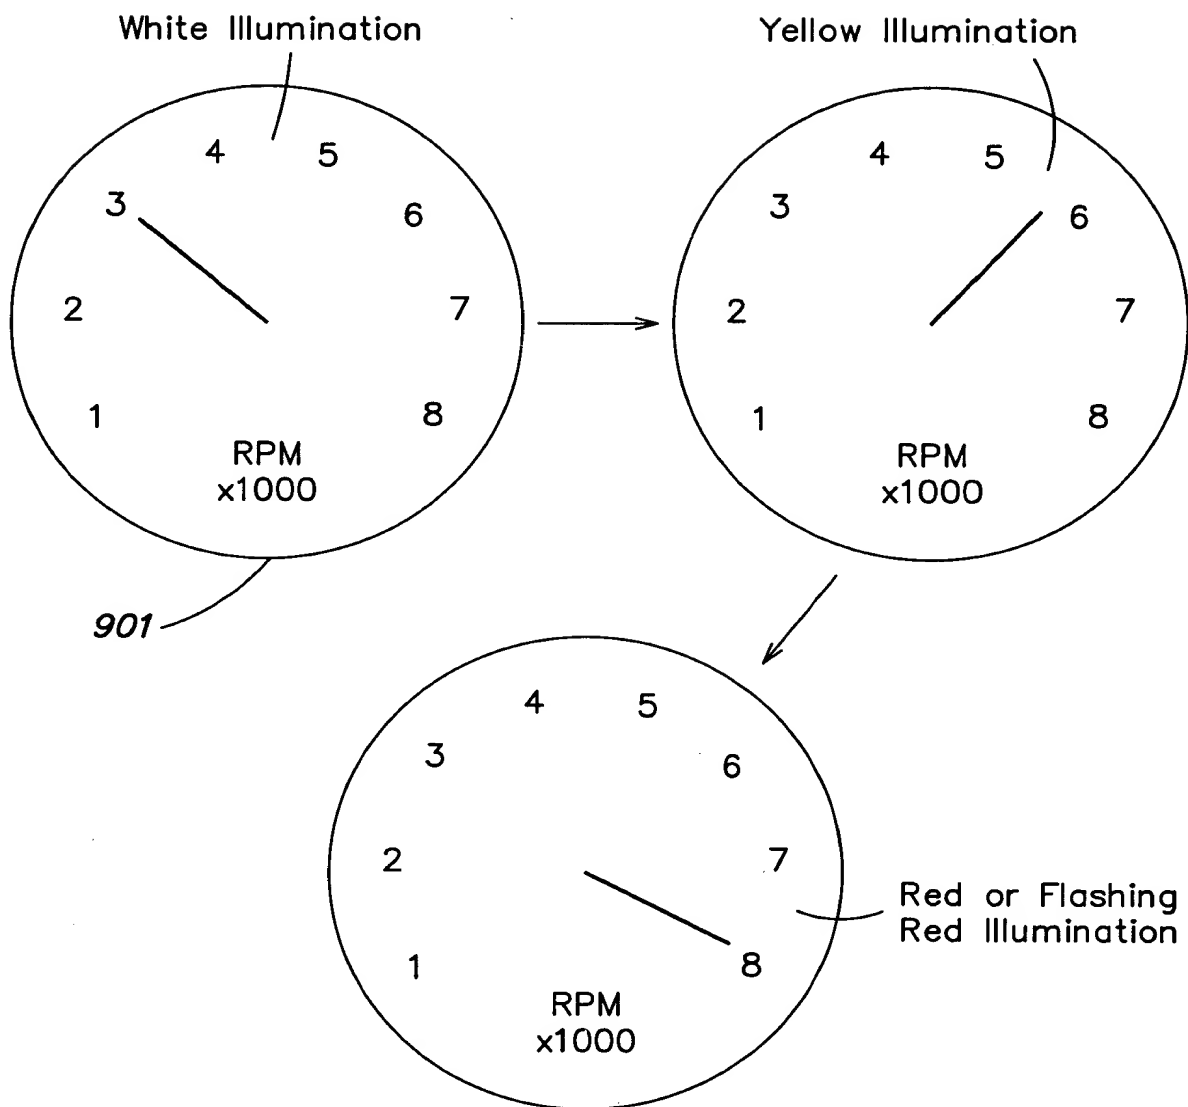 White Illumination
Yellow Illumination
4 5
3 6
2 7
1 8
RPM
x1000
4 5
3 6
2 7
1 8
RPM
x1000
901
4 5
3 6
2 7
1 8
RPM
x1000
Red or Flashing
Red Illumination